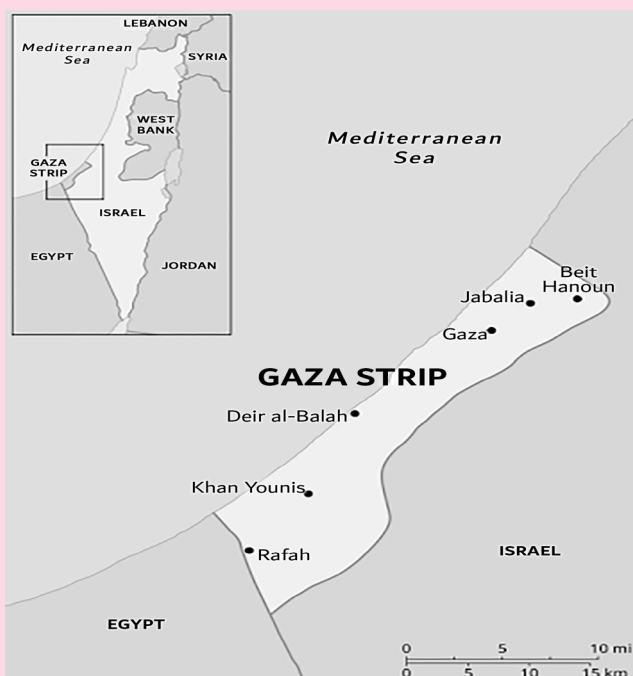 LEBANON
Mediterranean
Sea
SYRIA
WEST
BANK
GAZA
STRIP
ISRAEL
EGYPT
JORDAN
Mediterranean
Sea
Beit
Hanoun
Jabalia
Gaza
GAZA STRIP
Deir al-Balah
Khan Younis
Rafah
ISRAEL
EGYPT
0 5 10 mi
0 5 10 15 km